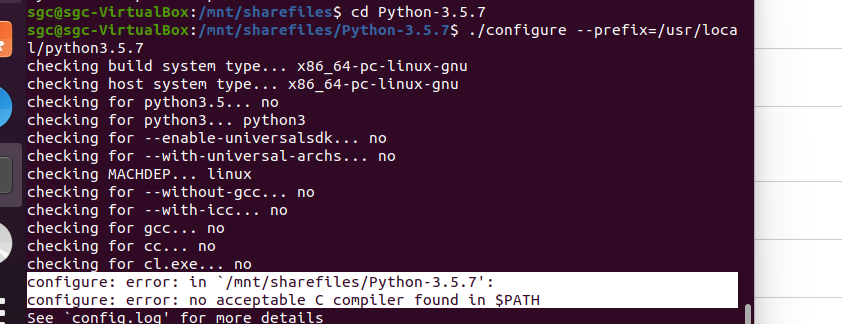 sgc@sgc-VirtualBox:/mnt/sharefiles$ cd Python-3.5.7
sgc@sgc-VirtualBox:/mnt/sharefiles/Python-3.5.7$ ./configure --prefix=/usr/loca
l/python3.5.7
checking build system type... x86_64-pc-linux-gnu
checking host system type... x86_64-pc-linux-gnu
checking for python3.5... no
checking for python3... python3
checking for --enable-universalsdk... no
checking for --with-universal-archs... no
checking MACHDEP... linux
checking for --without-gcc... no
checking for --with-icc... no
checking for gcc... no
checking for cc... no
checking for cl.exe... no
configure: error: in `/mnt/sharefiles/Python-3.5.7':
configure: error: no acceptable C compiler found in $PATH
See `config.log' for more details